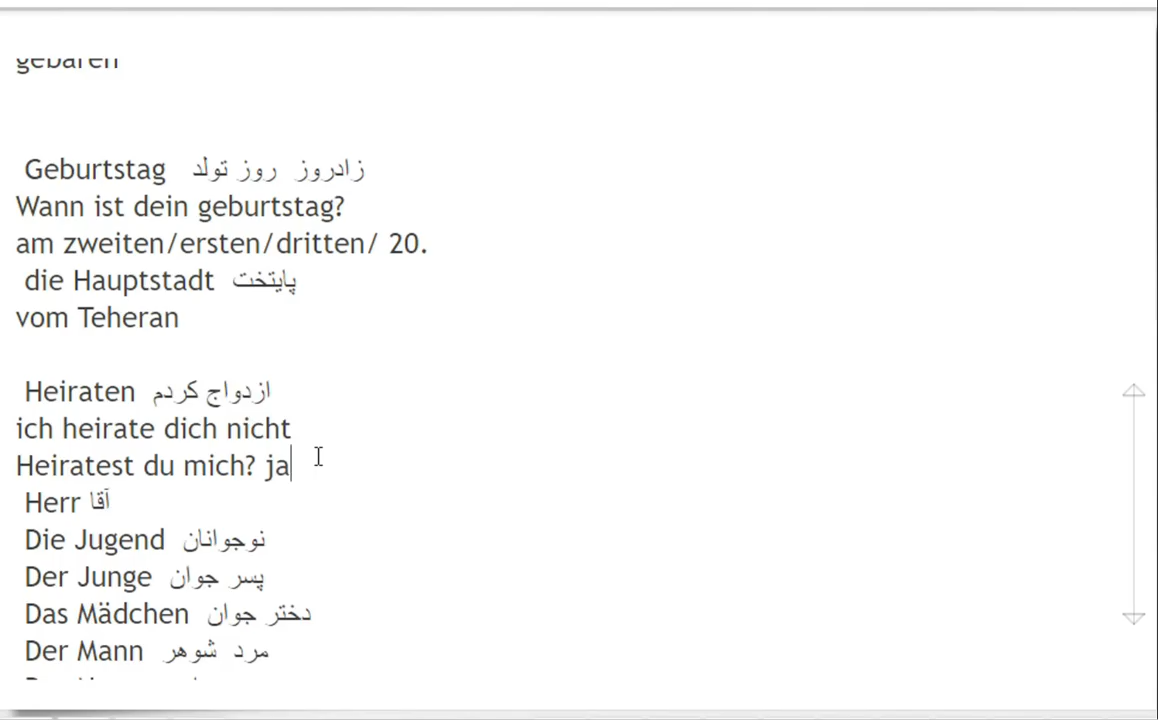 gebären
Geburtstag زادروز روز تولد
Wann ist dein geburtstag?
am zweiten/ersten/dritten/ 20.
die Hauptstadt پایتخت
vom Teheran
Heiraten ازدواج کردم
ich heirate dich nicht
Heiratest du mich? ja
Herr آقا
Die Jugend نوجوانان
Der Junge پسر جوان
Das Mädchen دختر جوان
Der Mann مرد شوهر